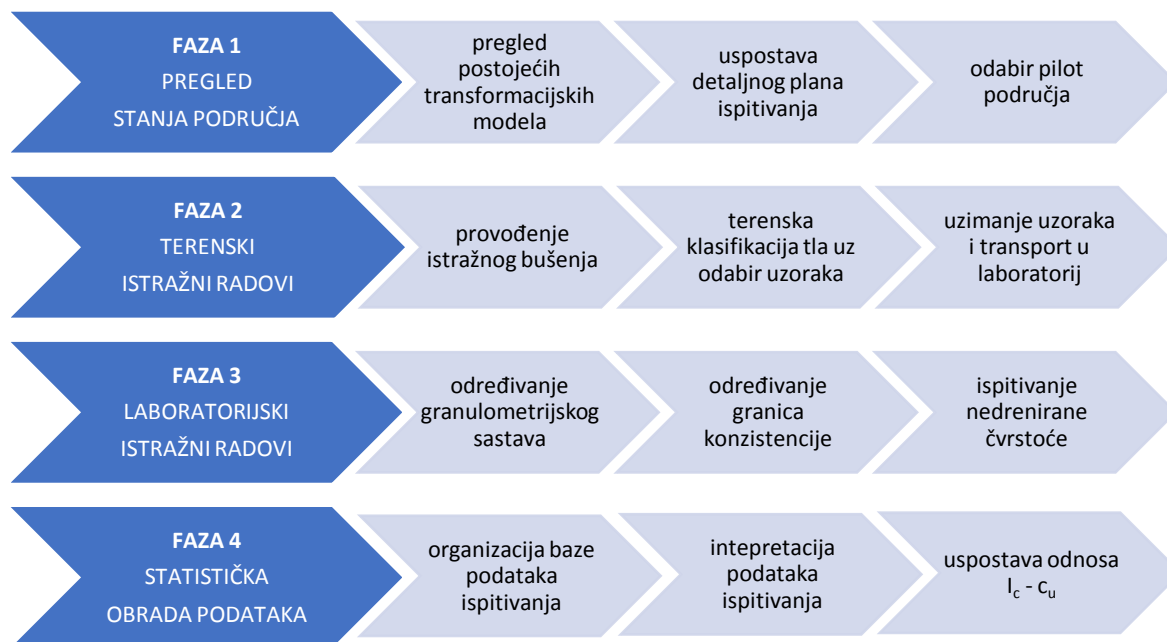 FAZA 1
PREGLED
STANJA PODRUČJA
pregled
postojećih
transformacijskih
modela
uspostava
detaljnog plana
ispitivanja
odabir pilot
područja
FAZA 2
TERENSKI
ISTRAŽNI RADOVI
provođenje
istražnog bušenja
terenska
klasifikacija tla uz
odabir uzoraka
uzimanje uzoraka
i transport u
laboratorij
FAZA 3
LABORATORIJSKI
ISTRAŽNI RADOVI
određivanje
granulometrijskog
sastava
određivanje
granica
konzistencije
ispitivanje
nedrenirane
čvrstoće
FAZA 4
STATISTIČKA
OBRADA PODATAKA
organizacija baze
podataka
ispitivanja
intepretacija
podataka
ispitivanja
uspostava odnosa
Ic - cu